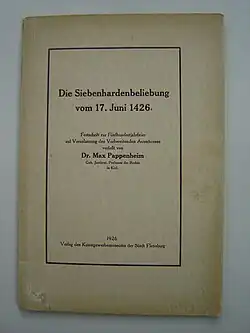 Die Siebenhardenbeliebung
vom 17. Juni 1426.
Festschrift zur Fünfhundertjahrfeier
auf Veranlassung des Vorbereitenden Ausschusses
verfaßt von
Dr. Max Pappenheim
Geh. Justizrat, Professor der Rechte
in Kiel.
1926
Verlag des Kunstgewerbemuseums der Stadt Flensburg